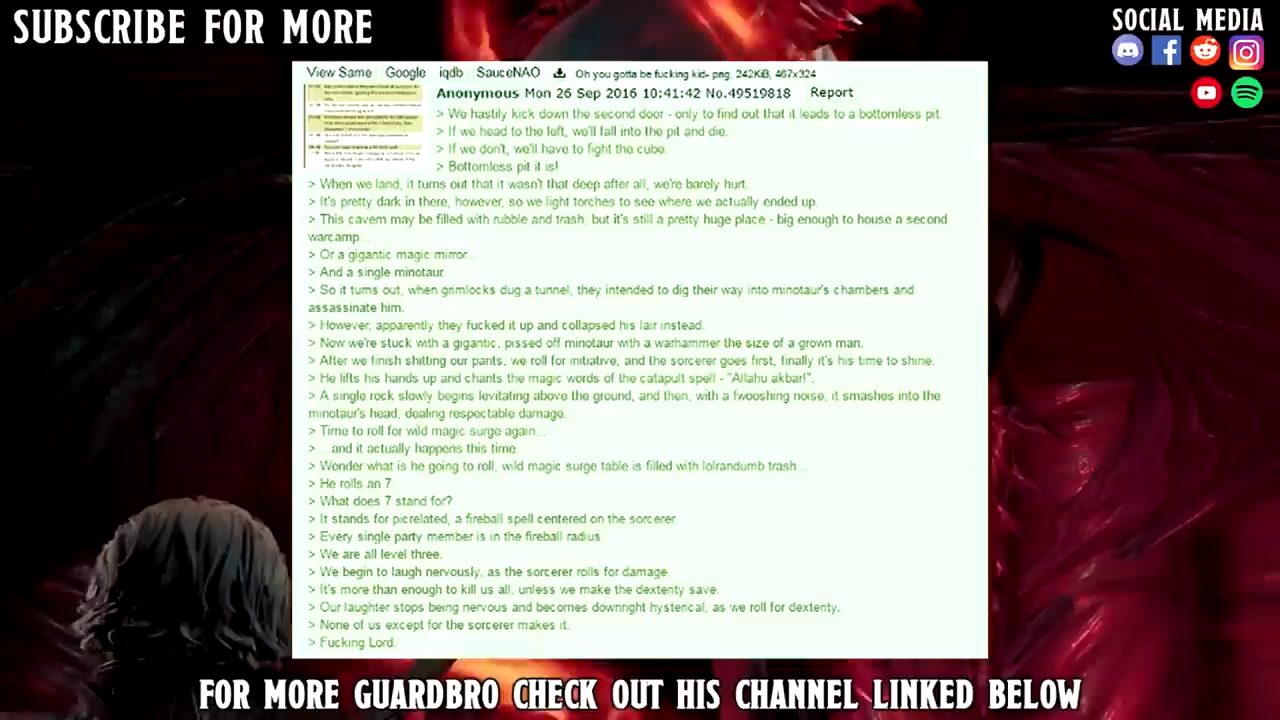 SUBSCRIBE FOR MORE
SOCIAL MEDIA
View Same Google iqdb SauceNAO Oh you gotta be fucking kid-.png, 242KiB, 467x324
Anonymous Mon 26 Sep 2016 10:41:42 No.49519818 Report
> We hastily kick down the second door - only to find out that it leads to a bottomless pit.
> If we head to the left, we'll fall into the pit and die.
> If we don't, we'll have to fight the cube.
> Bottomless pit it is!
> When we land, it turns out that it wasn't that deep after all, we're barely hurt.
> It's pretty dark in there, however, so we light torches to see where we actually ended up.
> This cavern may be filled with rubble and trash, but it's still a pretty huge place - big enough to house a second
warcamp...
> Or a gigantic magic mirror...
> And a single minotaur.
> So it turns out, when grimlocks dug a tunnel, they intended to dig their way into minotaur's chambers and
assassinate him.
> However, apparently they fucked it up and collapsed his lair instead.
> Now we're stuck with a gigantic, pissed off minotaur with a warhammer the size of a grown man.
> After we finish shitting our pants, we roll for initiative, and the sorcerer goes first, finally it's his time to shine.
> He lifts his hands up and chants the magic words of the catapult spell - "Allahu akbar!".
> A single rock slowly begins levitating above the ground, and then, with a fwooshing noise, it smashes into the
minotaur's head, dealing respectable damage.
> Time to roll for wild magic surge again...
> ...and it actually happens this time.
> Wonder what is he going to roll, wild magic surge table is filled with lolrandumb trash...
> He rolls an 7.
> What does 7 stand for?
> It stands for picrelated, a fireball spell centered on the sorcerer.
> Every single party member is in the fireball radius.
> We are all level three.
> We begin to laugh nervously, as the sorcerer rolls for damage.
> It's more than enough to kill us all, unless we make the dexterity save.
> Our laughter stops being nervous and becomes downright hysterical, as we roll for dexterity.
> None of us except for the sorcerer makes it.
> Fucking Lord.
FOR MORE GUARDBRO CHECK OUT HIS CHANNEL LINKED BELOW